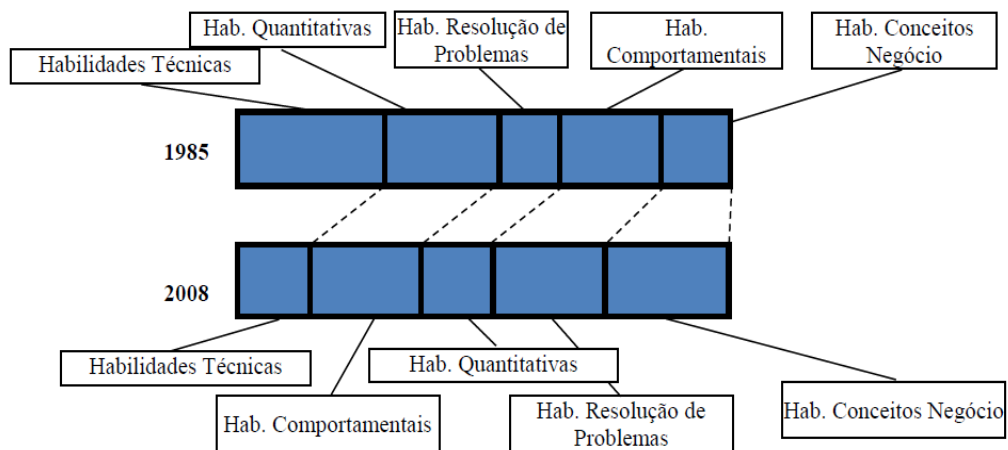 Hab. Quantitativas
Hab. Resolução de
Problemas
Hab.
Comportamentais
Hab. Conceitos
Negócio
Habilidades Técnicas
1985
2008
Habilidades Técnicas
Hab. Quantitativas
Hab. Comportamentais
Hab. Resolução de
Problemas
Hab. Conceitos Negócio